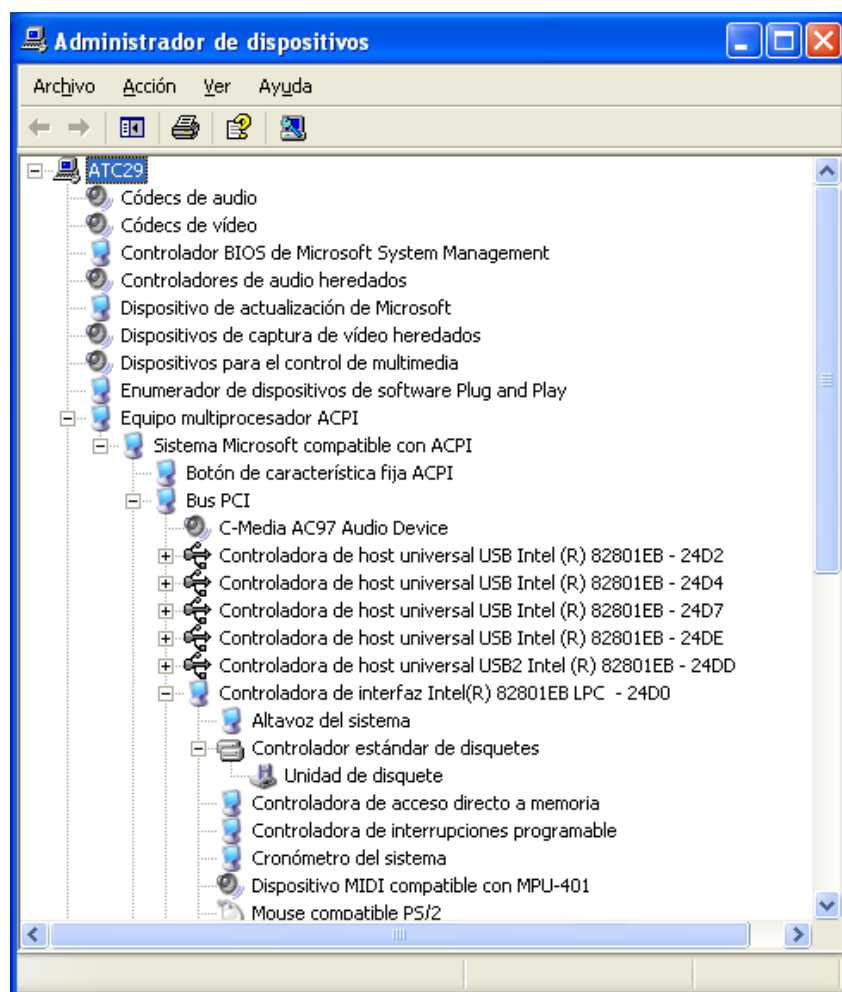 Administrador de dispositivos
Archivo Acción Ver Ayuda
ATC29
Códecs de audio
Códecs de vídeo
Controlador BIOS de Microsoft System Management
Controladores de audio heredados
Dispositivo de actualización de Microsoft
Dispositivos de captura de vídeo heredados
Dispositivos para el control de multimedia
Enumerador de dispositivos de software Plug and Play
Equipo multiprocesador ACPI
Sistema Microsoft compatible con ACPI
Botón de característica fija ACPI
Bus PCI
C-Media AC97 Audio Device
Controladora de host universal USB Intel (R) 82801EB - 24D2
Controladora de host universal USB Intel (R) 82801EB - 24D4
Controladora de host universal USB Intel (R) 82801EB - 24D7
Controladora de host universal USB Intel (R) 82801EB - 24DE
Controladora de host universal USB2 Intel (R) 82801EB - 24DD
Controladora de interfaz Intel(R) 82801EB LPC  - 24D0
Altavoz del sistema
Controlador estándar de disquetes
Unidad de disquete
Controladora de acceso directo a memoria
Controladora de interrupciones programable
Cronómetro del sistema
Dispositivo MIDI compatible con MPU-401
Mouse compatible PS/2